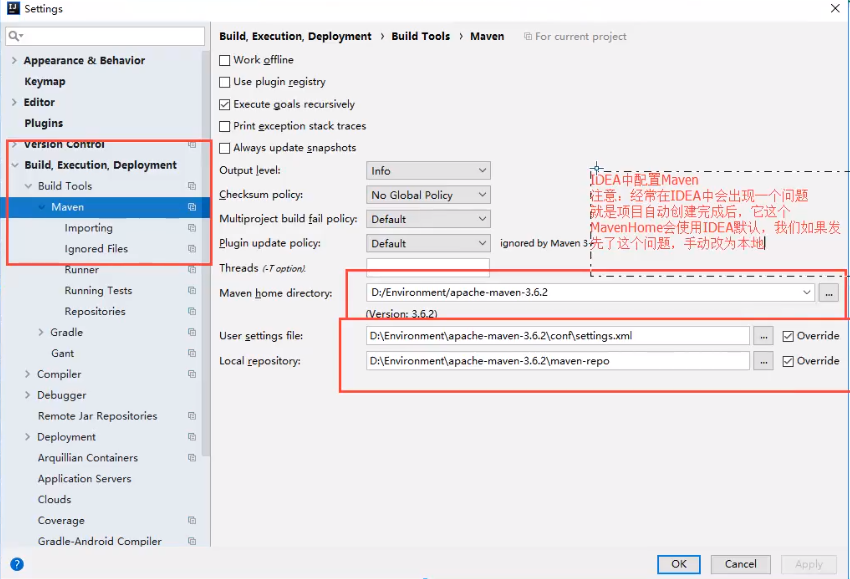 Settings
Build, Execution, Deployment › Build Tools › Maven For current project
Appearance & Behavior
Keymap
Editor
Plugins
Version Control
Build, Execution, Deployment
Build Tools
Maven
Importing
Ignored Files
Runner
Running Tests
Repositories
Gradle
Gant
Compiler
Debugger
Remote Jar Repositories
Deployment
Arquillian Containers
Application Servers
Clouds
Coverage
Gradle-Android Compiler
Work offline
Use plugin registry
Execute goals recursively
Print exception stack traces
Always update snapshots
Output level: Info
Checksum policy: No Global Policy
Multiproject build fail policy: Default
Plugin update policy: Default ignored by Maven 3
Threads (-T option)
Maven home directory: D:/Environment/apache-maven-3.6.2 ...
(Version: 3.6.2)
User settings file: D:\Environment\apache-maven-3.6.2\conf\settings.xml ... Override
Local repository: D:\Environment\apache-maven-3.6.2\maven-repo ... Override
IDEA中配置Maven
注意：经常在IDEA中会出现一个问题
就是项目自动创建完成后，它这个
MavenHome会使用IDEA默认，我们如果发
先了这个问题，手动改为本地
? OK Cancel Apply